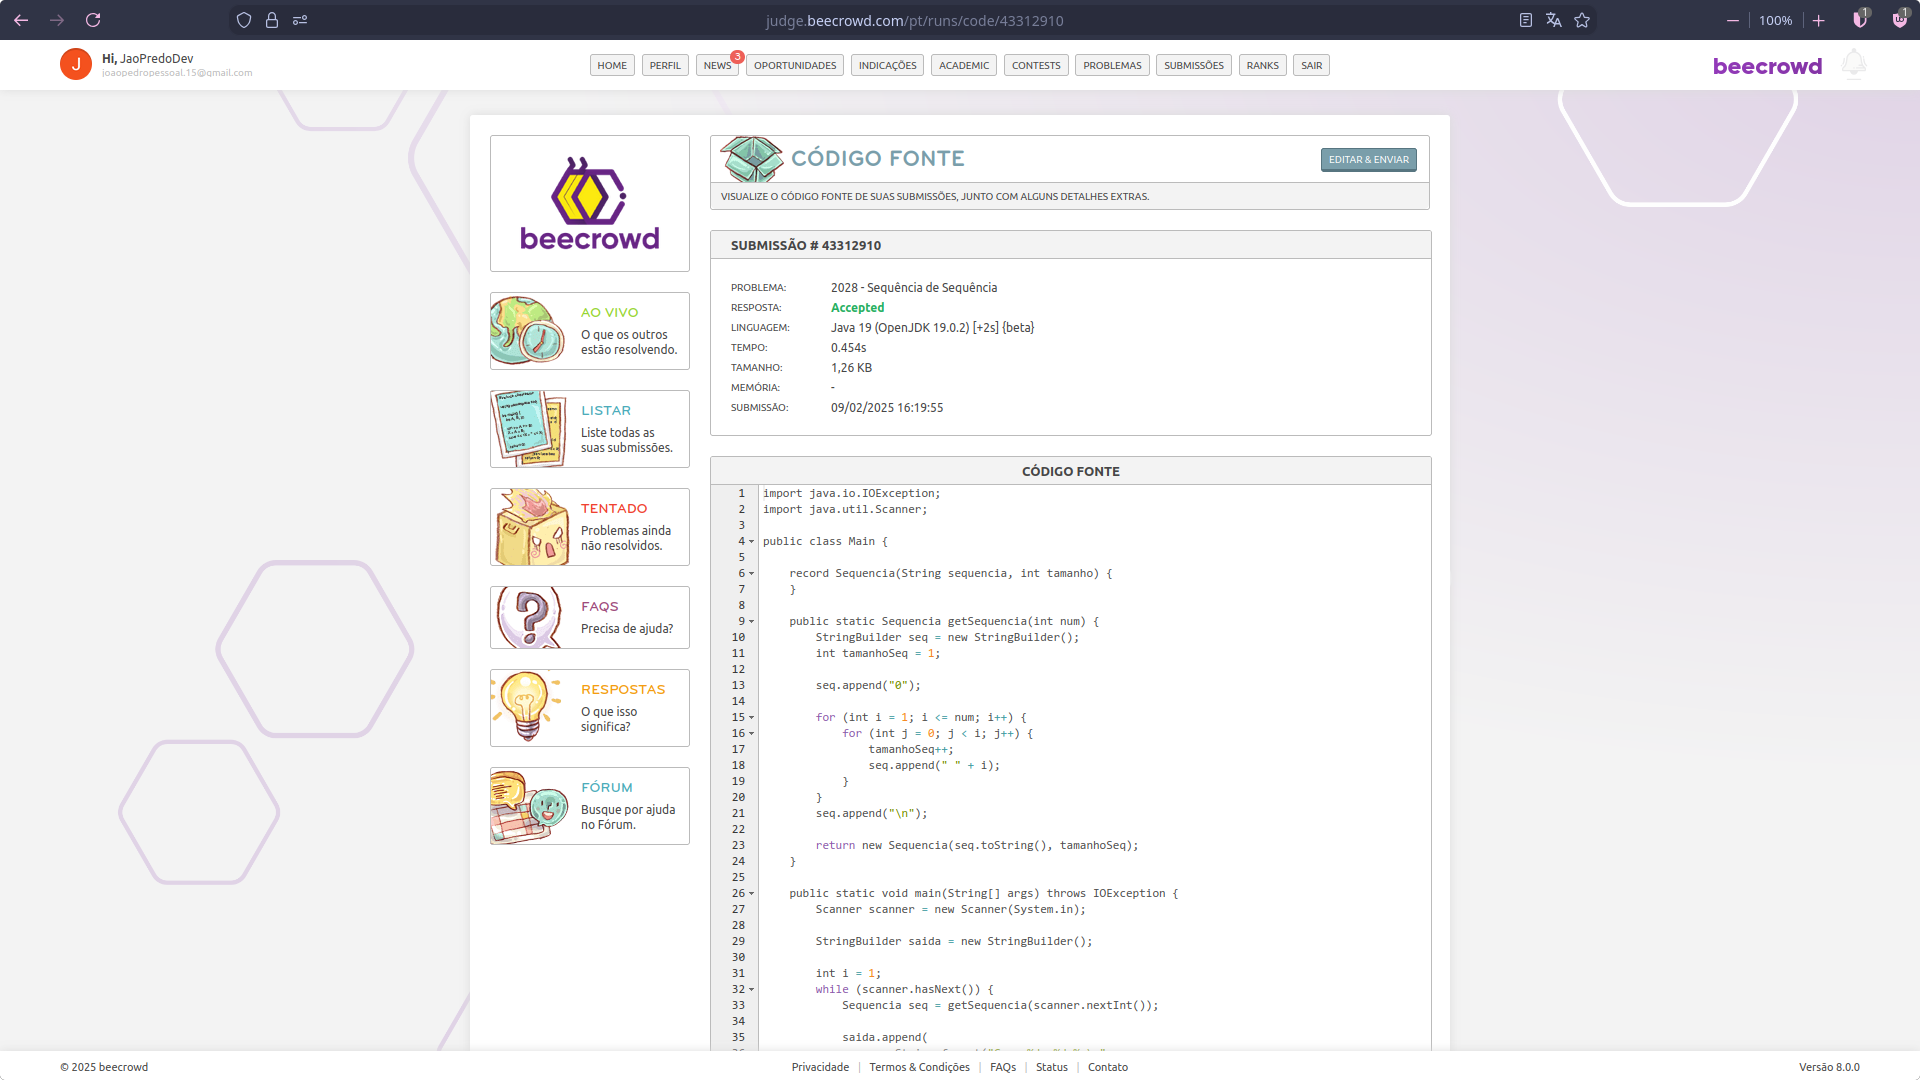 judge.beecrowd.com/pt/runs/code/43312910
100%
1
1
J
Hi, JaoPredoDev
joaopedropessoal.15@gmail.com
HOME
PERFIL
NEWS
3
OPORTUNIDADES
INDICAÇÕES
ACADEMIC
CONTESTS
PROBLEMAS
SUBMISSÕES
RANKS
SAIR
beecrowd
beecrowd
AO VIVO
O que os outros
estão resolvendo.
LISTAR
Liste todas as
suas submissões.
TENTADO
Problemas ainda
não resolvidos.
FAQS
Precisa de ajuda?
RESPOSTAS
O que isso
significa?
FÓRUM
Busque por ajuda
no Fórum.
CÓDIGO FONTE
EDITAR & ENVIAR
VISUALIZE O CÓDIGO FONTE DE SUAS SUBMISSÕES, JUNTO COM ALGUNS DETALHES EXTRAS.
SUBMISSÃO # 43312910
PROBLEMA: 2028 - Sequência de Sequência
RESPOSTA: Accepted
LINGUAGEM: Java 19 (OpenJDK 19.0.2) [+2s] {beta}
TEMPO: 0.454s
TAMANHO: 1,26 KB
MEMÓRIA: -
SUBMISSÃO: 09/02/2025 16:19:55
CÓDIGO FONTE
1 import java.io.IOException;
2 import java.util.Scanner;
3
4 public class Main {
5
6     record Sequencia(String sequencia, int tamanho) {
7     }
8
9     public static Sequencia getSequencia(int num) {
10         StringBuilder seq = new StringBuilder();
11         int tamanhoSeq = 1;
12
13         seq.append("0");
14
15         for (int i = 1; i <= num; i++) {
16             for (int j = 0; j < i; j++) {
17                 tamanhoSeq++;
18                 seq.append(" " + i);
19             }
20         }
21         seq.append("\n");
22
23         return new Sequencia(seq.toString(), tamanhoSeq);
24     }
25
26     public static void main(String[] args) throws IOException {
27         Scanner scanner = new Scanner(System.in);
28
29         StringBuilder saida = new StringBuilder();
30
31         int i = 1;
32         while (scanner.hasNext()) {
33             Sequencia seq = getSequencia(scanner.nextInt());
34
35             saida.append(
© 2025 beecrowd
Privacidade | Termos & Condições | FAQs | Status | Contato
Versão 8.0.0